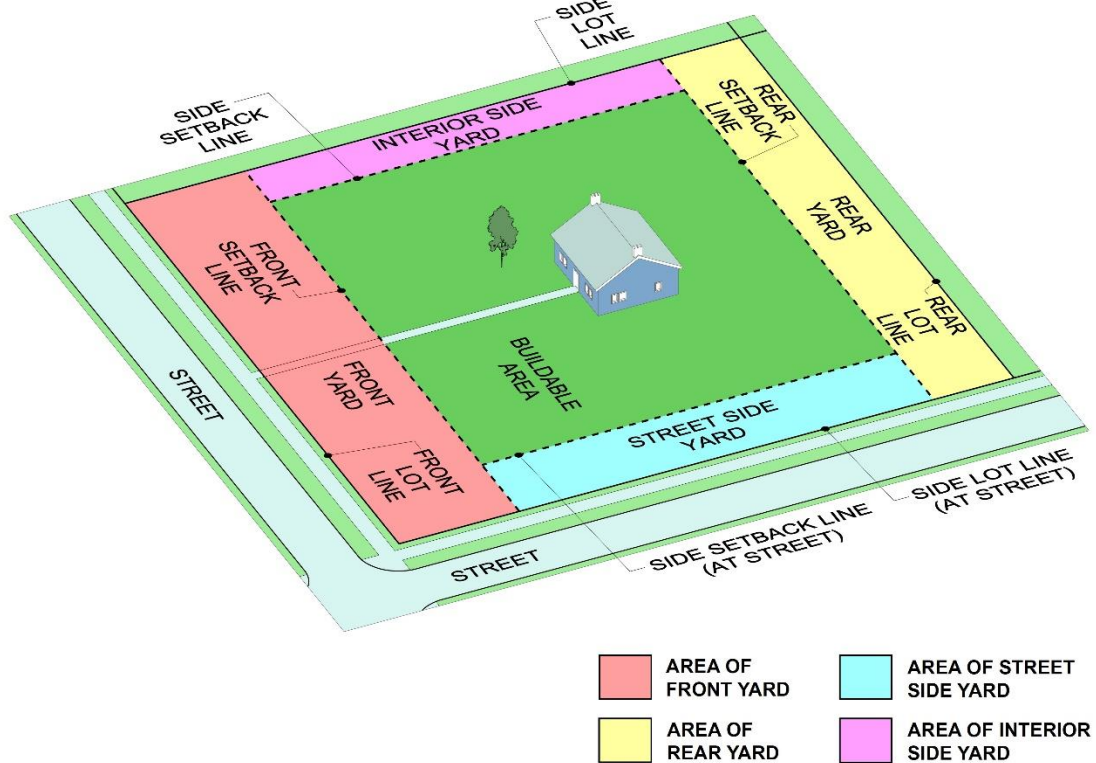 SIDE
LOT
LINE
SIDE
SETBACK
LINE
INTERIOR SIDE
YARD
REAR
SETBACK
LINE
REAR
YARD
REAR
LOT
LINE
FRONT
SETBACK
LINE
FRONT
YARD
FRONT
LOT
LINE
BUILDABLE
AREA
STREET SIDE
YARD
STREET
STREET
SIDE SETBACK LINE
(AT STREET)
SIDE LOT LINE
(AT STREET)
AREA OF
FRONT YARD
AREA OF STREET
SIDE YARD
AREA OF
REAR YARD
AREA OF INTERIOR
SIDE YARD